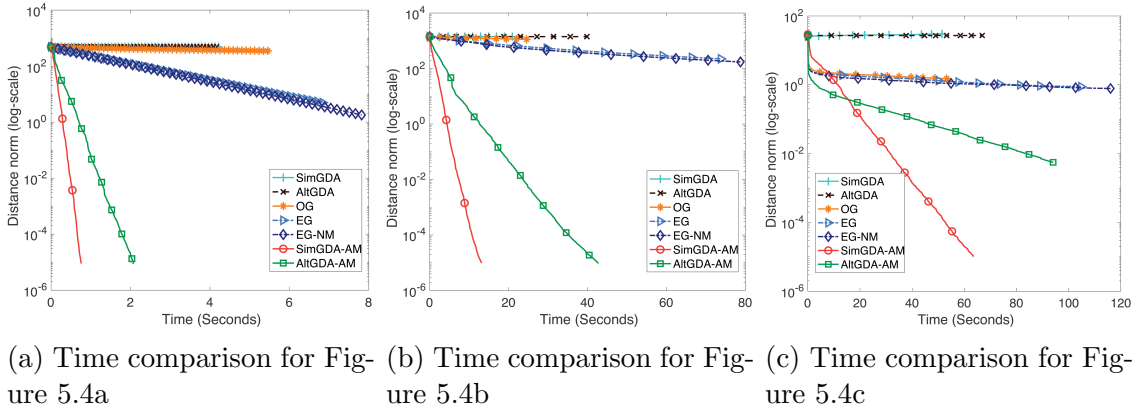 10^4
10^2
10^0
10^-2
10^-4
10^-6
Distance norm (log-scale)
SimGDA
AltGDA
OG
EG
EG-NM
SimGDA-AM
AltGDA-AM
0 2 4 6 8
Time (Seconds)
10^4
10^2
10^0
10^-2
10^-4
10^-6
Distance norm (log-scale)
SimGDA
AltGDA
OG
EG
EG-NM
SimGDA-AM
AltGDA-AM
0 20 40 60 80
Time (Seconds)
10^2
10^0
10^-2
10^-4
10^-6
Distance norm (log-scale)
SimGDA
AltGDA
OG
EG
EG-NM
SimGDA-AM
AltGDA-AM
0 20 40 60 80 100 120
Time (Seconds)
(a) Time comparison for Fig-
ure 5.4a
(b) Time comparison for Fig-
ure 5.4b
(c) Time comparison for Fig-
ure 5.4c